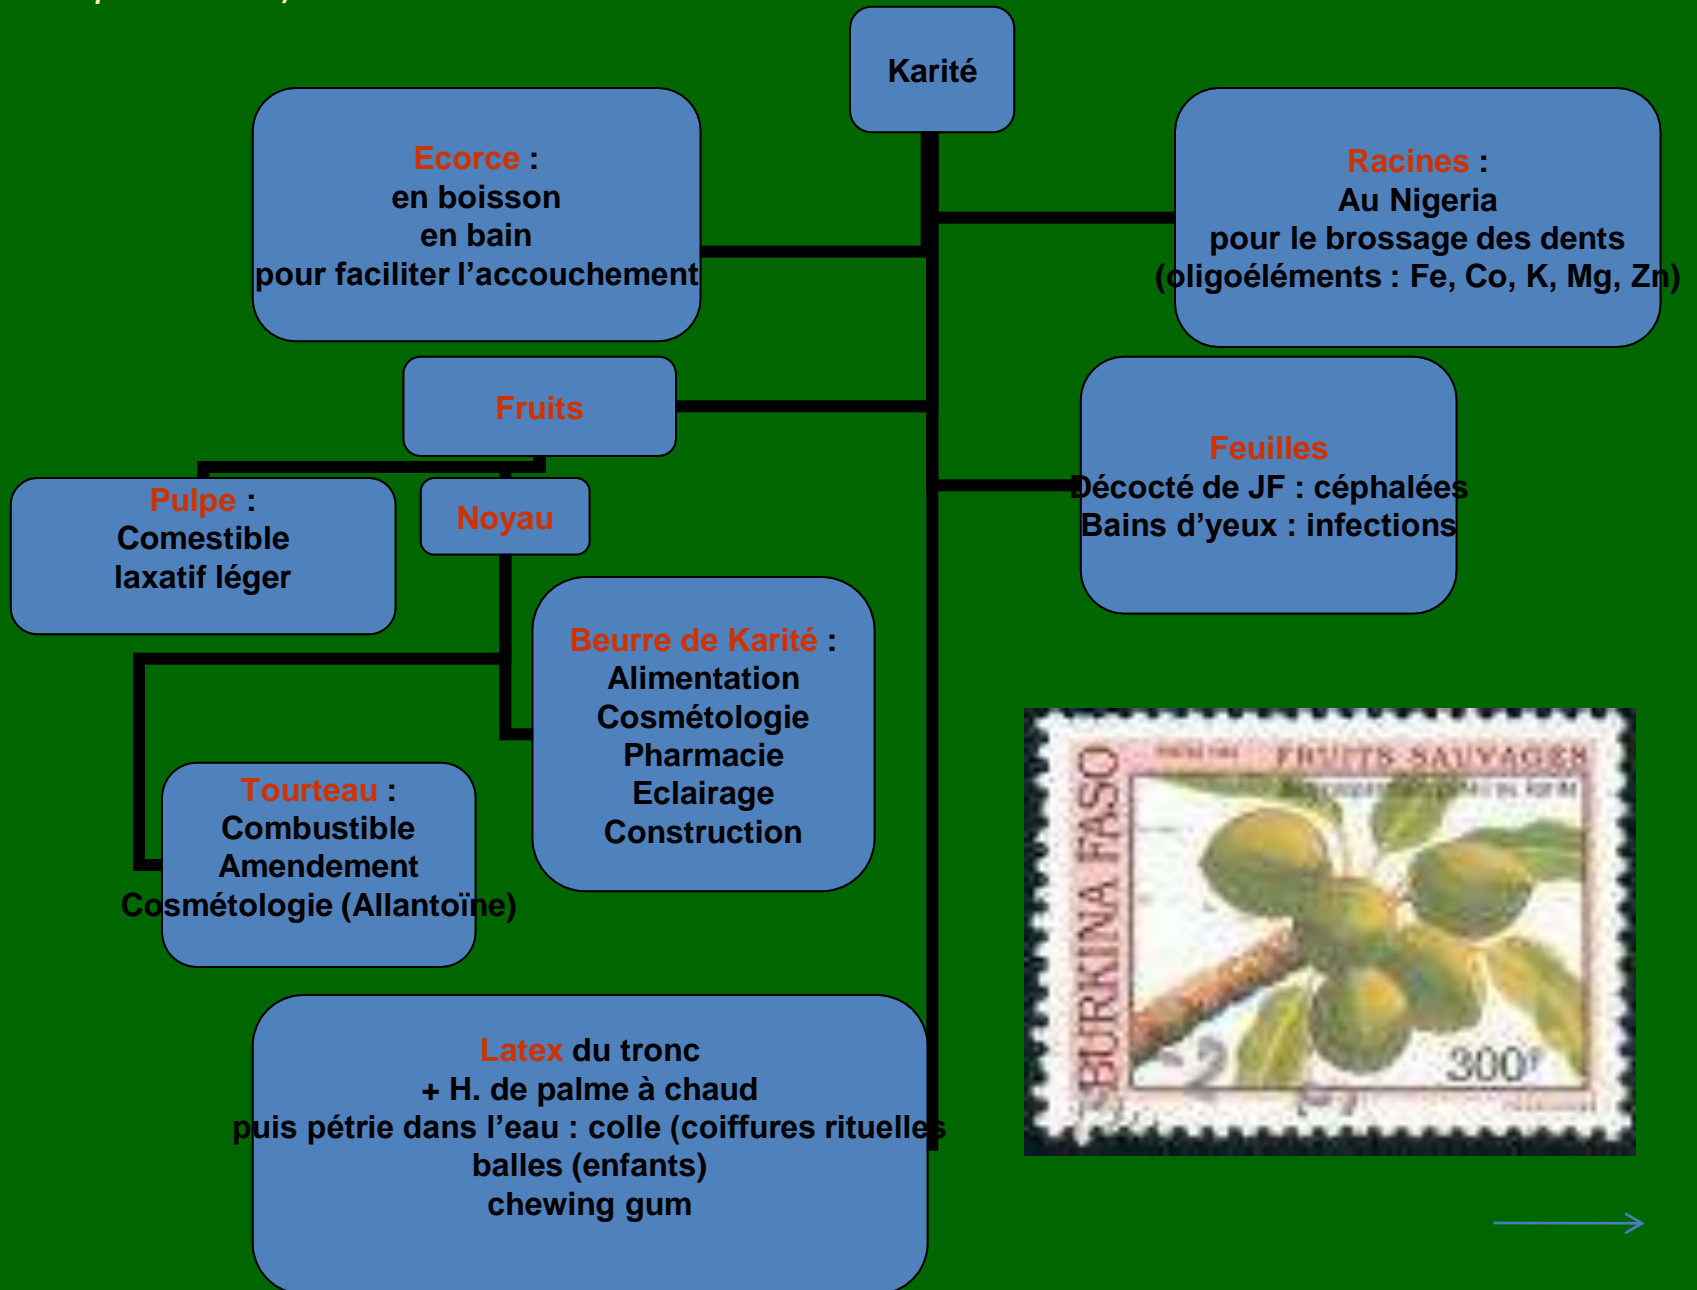 Karité
Ecorce :
en boisson
en bain
pour faciliter l'accouchement
Racines :
Au Nigeria
pour le brossage des dents
(oligoéléments : Fe, Co, K, Mg, Zn)
Fruits
Feuilles
Décocté de JF : céphalées
Bains d'yeux : infections
Pulpe :
Comestible
laxatif léger
Noyau
Beurre de Karité :
Alimentation
Cosmétologie
Pharmacie
Eclairage
Construction
Tourteau :
Combustible
Amendement
Cosmétologie (Allantoïne)
Latex du tronc
+ H. de palme à chaud
puis pétrie dans l'eau : colle (coiffures rituelles
balles (enfants)
chewing gum
FRUITS SAUVAGES
BURKINA FASO
300F